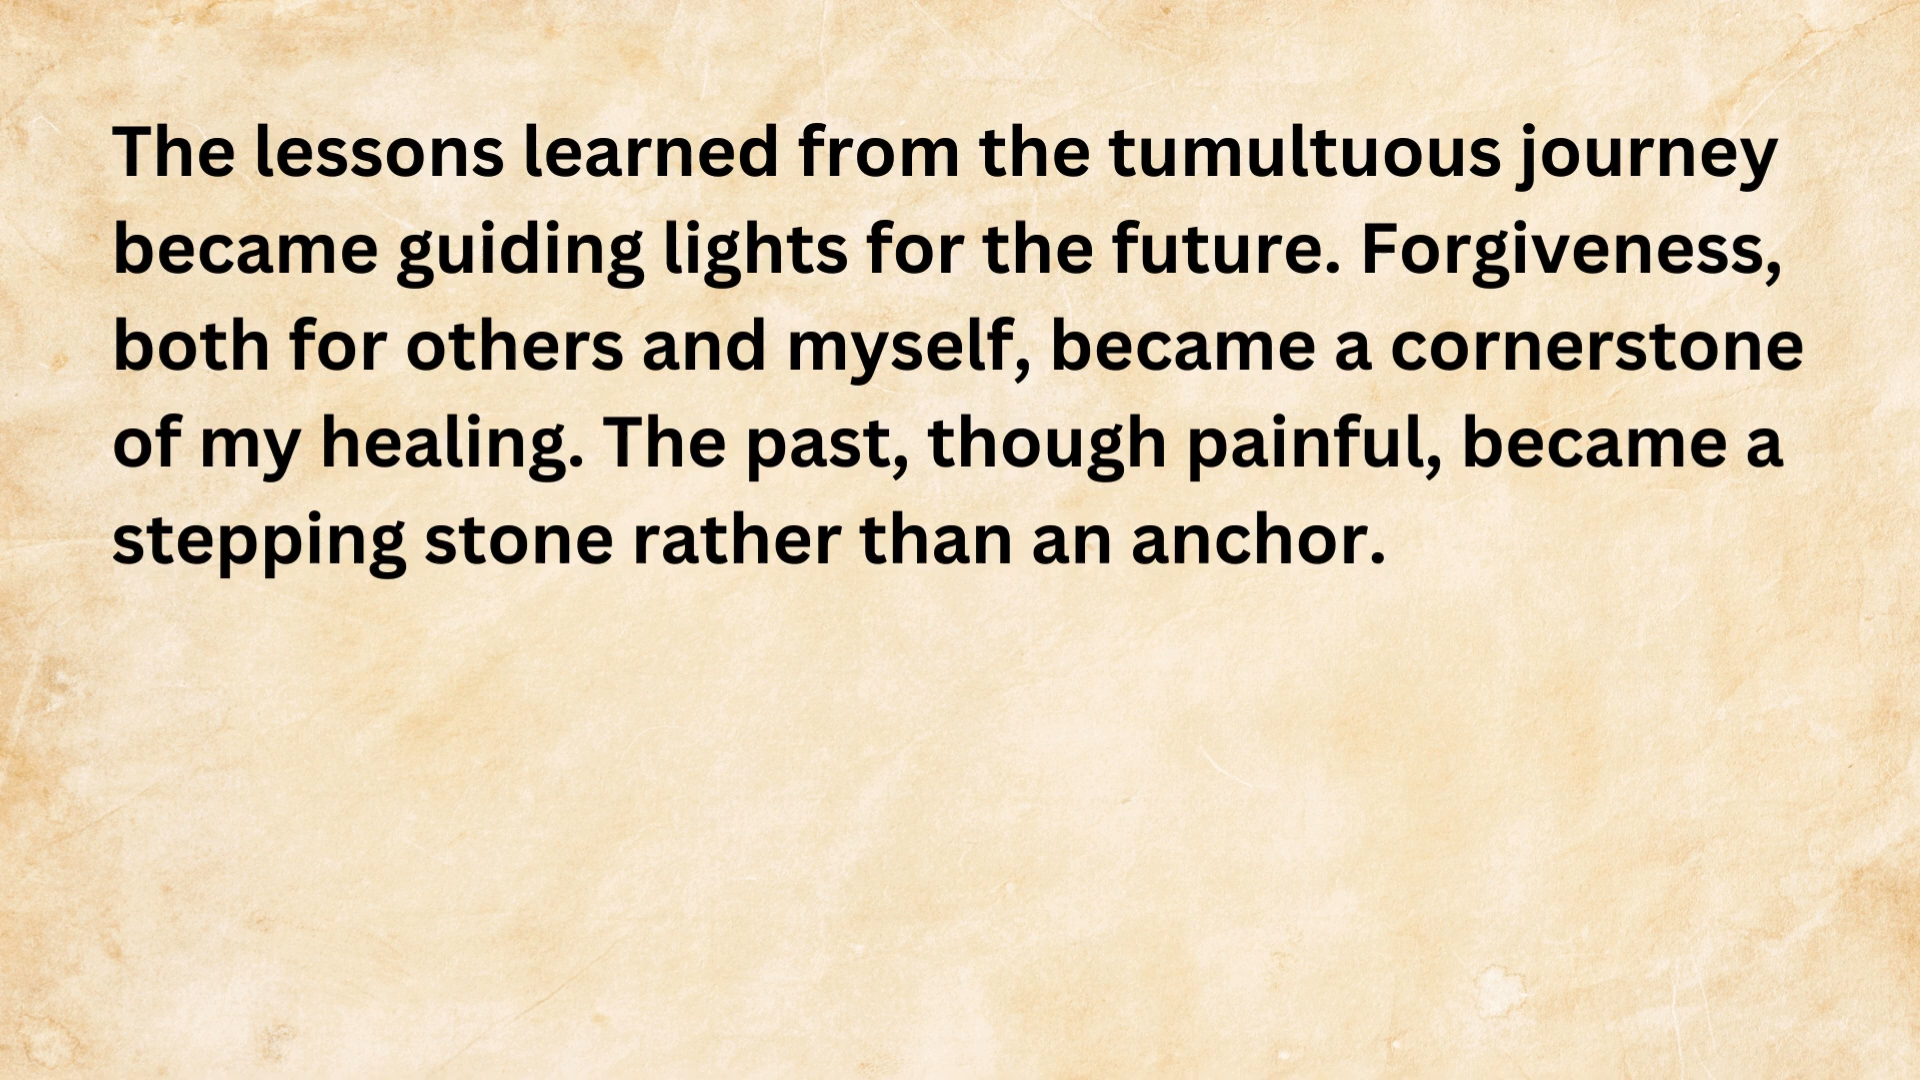 The lessons learned from the tumultuous journey
became guiding lights for the future. Forgiveness,
both for others and myself, became a cornerstone
of my healing. The past, though painful, became a
stepping stone rather than an anchor.